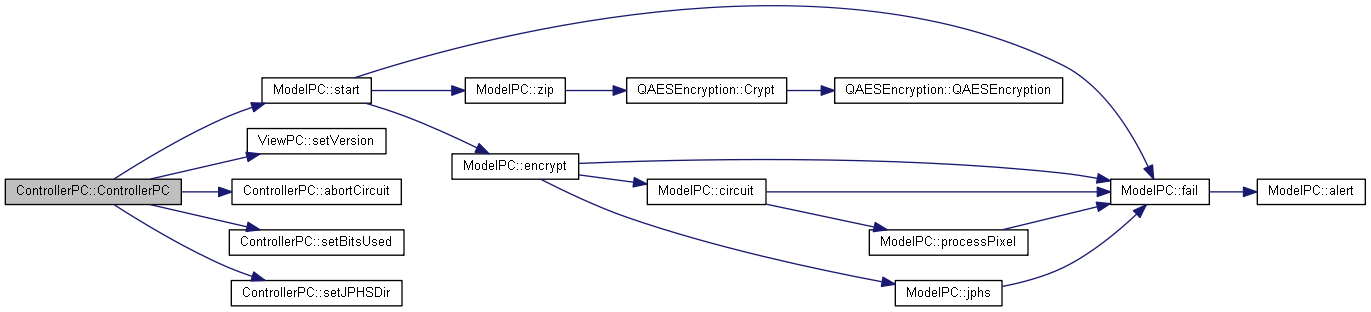 ModelPC::start
ModelPC::zip
QAESEncryption::Crypt
QAESEncryption::QAESEncryption
ViewPC::setVersion
ModelPC::encrypt
ControllerPC::ControllerPC
ControllerPC::abortCircuit
ModelPC::circuit
ModelPC::fail
ModelPC::alert
ControllerPC::setBitsUsed
ModelPC::processPixel
ControllerPC::setJPHSDir
ModelPC::jphs